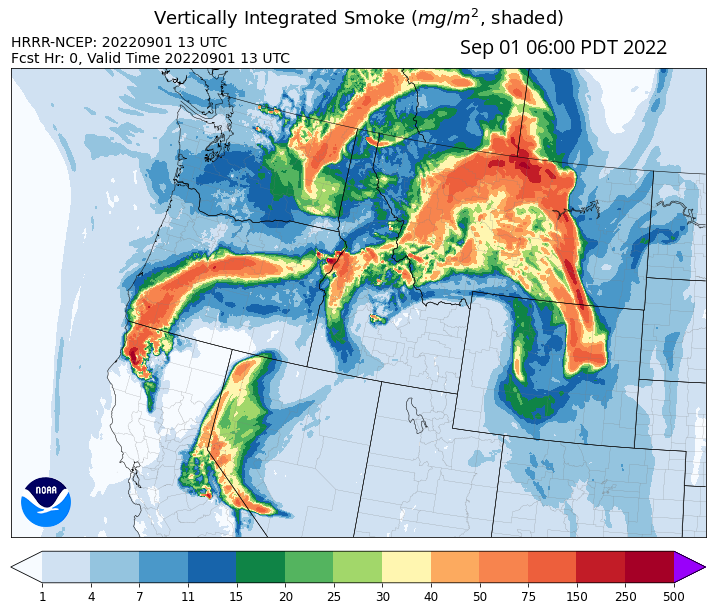 Vertically Integrated Smoke (mg/m², shaded)
HRRR-NCEP: 20220901 13 UTC
Fcst Hr: 0, Valid Time 20220901 13 UTC
Sep 01 06:00 PDT 2022
NOAA
1 4 7 11 15 20 25 30 40 50 75 150 250 500